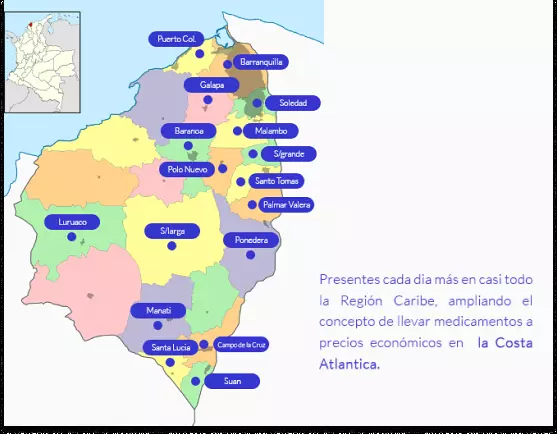 Puerto Col.
Barranquilla
Galapa
Soledad
Baranoa
Malambo
S/grande
Polo Nuevo
Santo Tomas
Palmar Valera
Luruaco
S/larga
Ponedera
Manati
Santa Lucia
Campo de la Cruz
Suan
Presentes cada dia más en casi todo
la Región Caribe, ampliando el
concepto de llevar medicamentos a
precios económicos en la Costa
Atlantica.